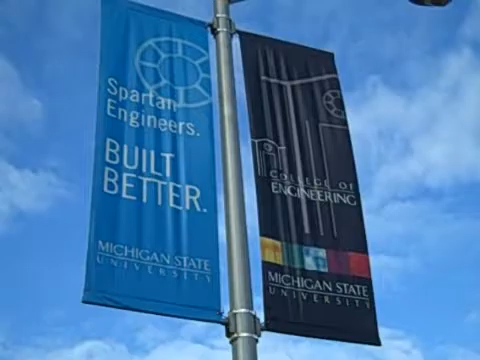 Spartan
Engineers.
BUILT
BETTER.
MICHIGAN STATE
UNIVERSITY
COLLEGE OF
ENGINEERING
MICHIGAN STATE
UNIVERSITY